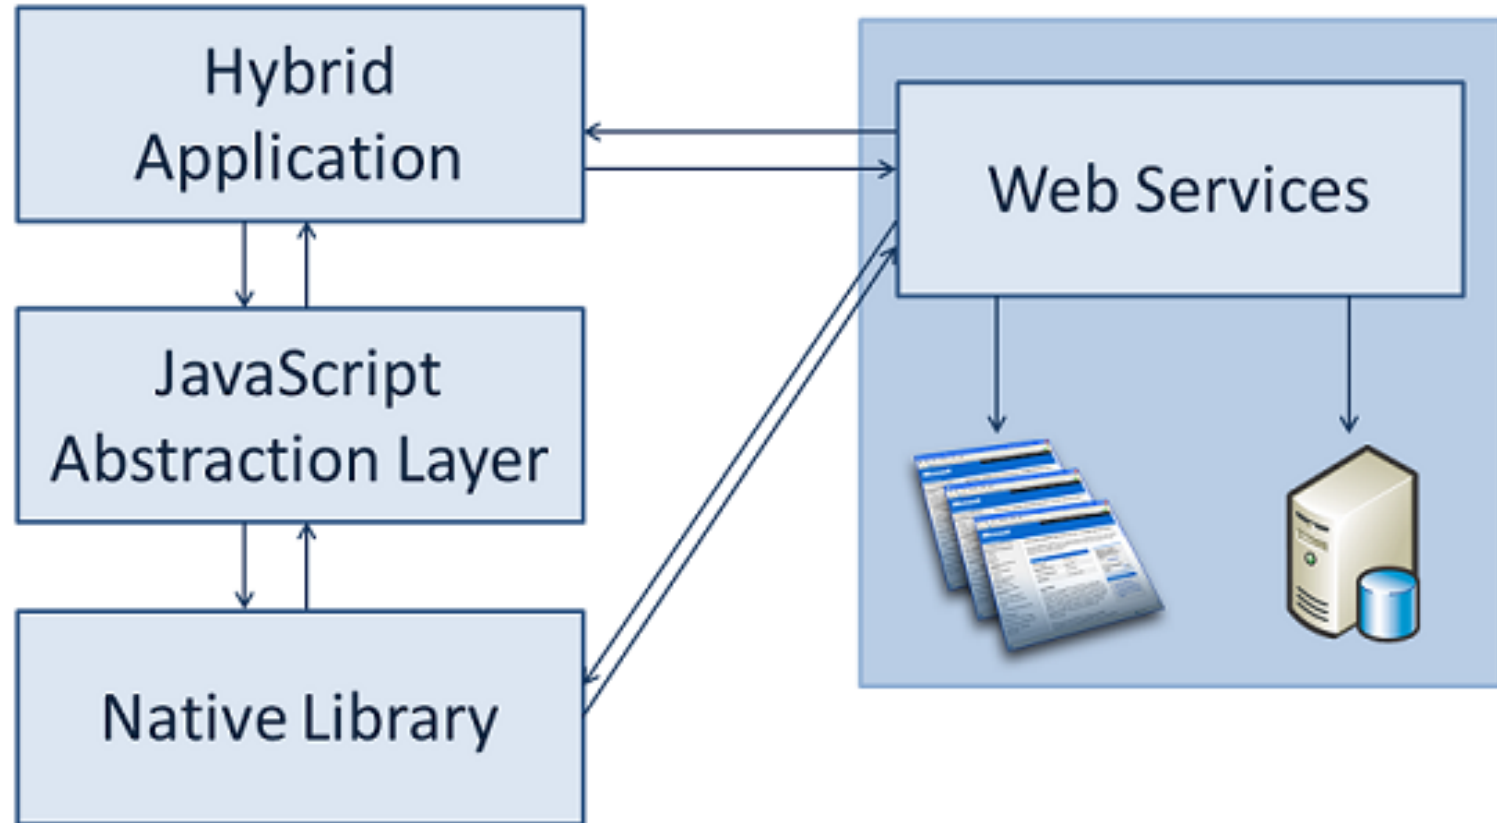 Hybrid
Application
Web Services
JavaScript
Abstraction Layer
Native Library